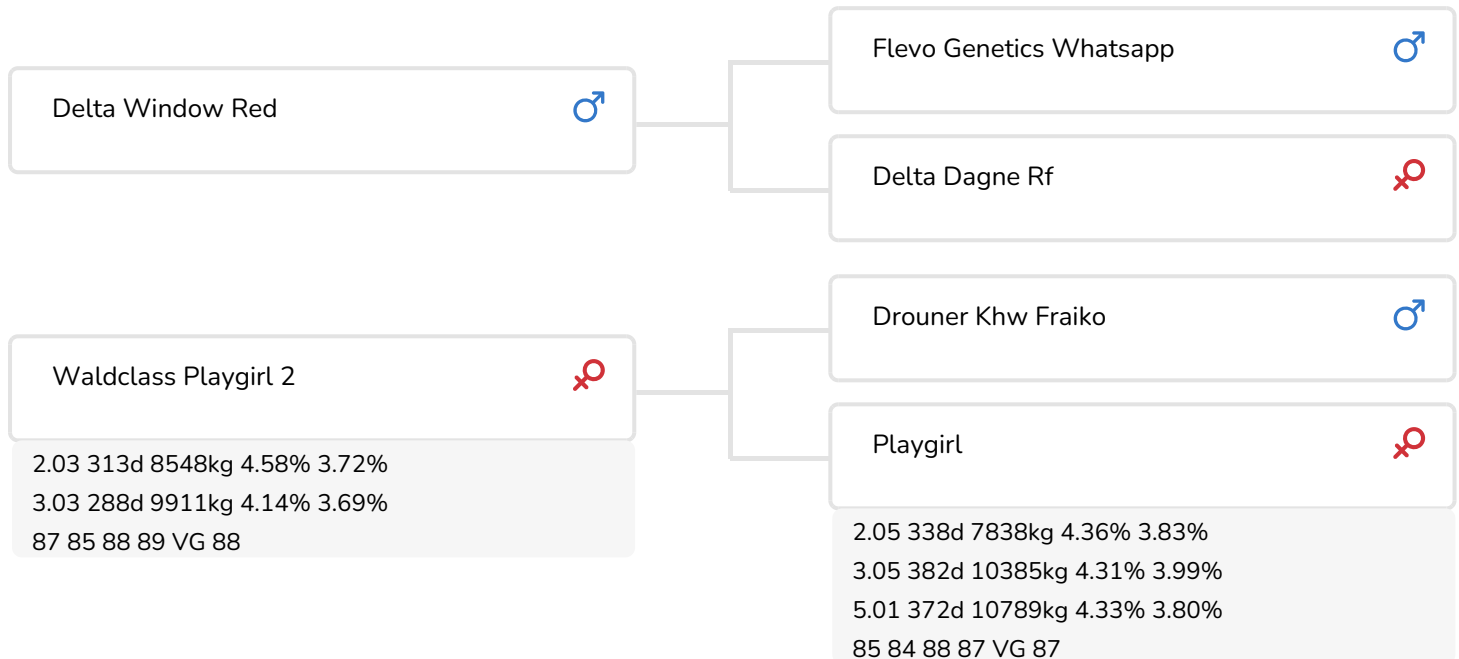 Flevo Genetics Whatsapp
Delta Window Red
Delta Dagne Rf
Drouner Khw Fraiko
Waldclass Playgirl 2
2.03 313d 8548kg 4.58% 3.72%
3.03 288d 9911kg 4.14% 3.69%
87 85 88 89 VG 88
Playgirl
2.05 338d 7838kg 4.36% 3.83%
3.05 382d 10385kg 4.31% 3.99%
5.01 372d 10789kg 4.33% 3.80%
85 84 88 87 VG 87